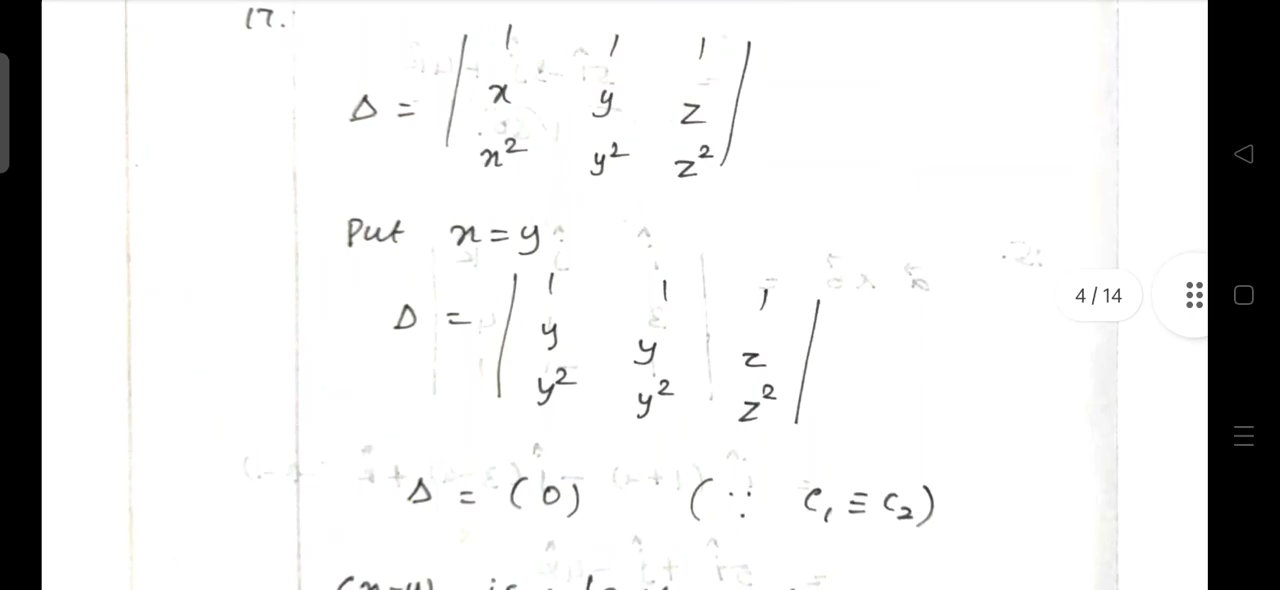 17.
Δ = | 1 1 1 |
| x y z |
| x² y² z² |
Put x = y
Δ = | 1 1 1 |
| y y z |
| y² y² z² |
4 / 14
Δ = (0) (∵ C₁ ≡ C₂)
(x-y) is a